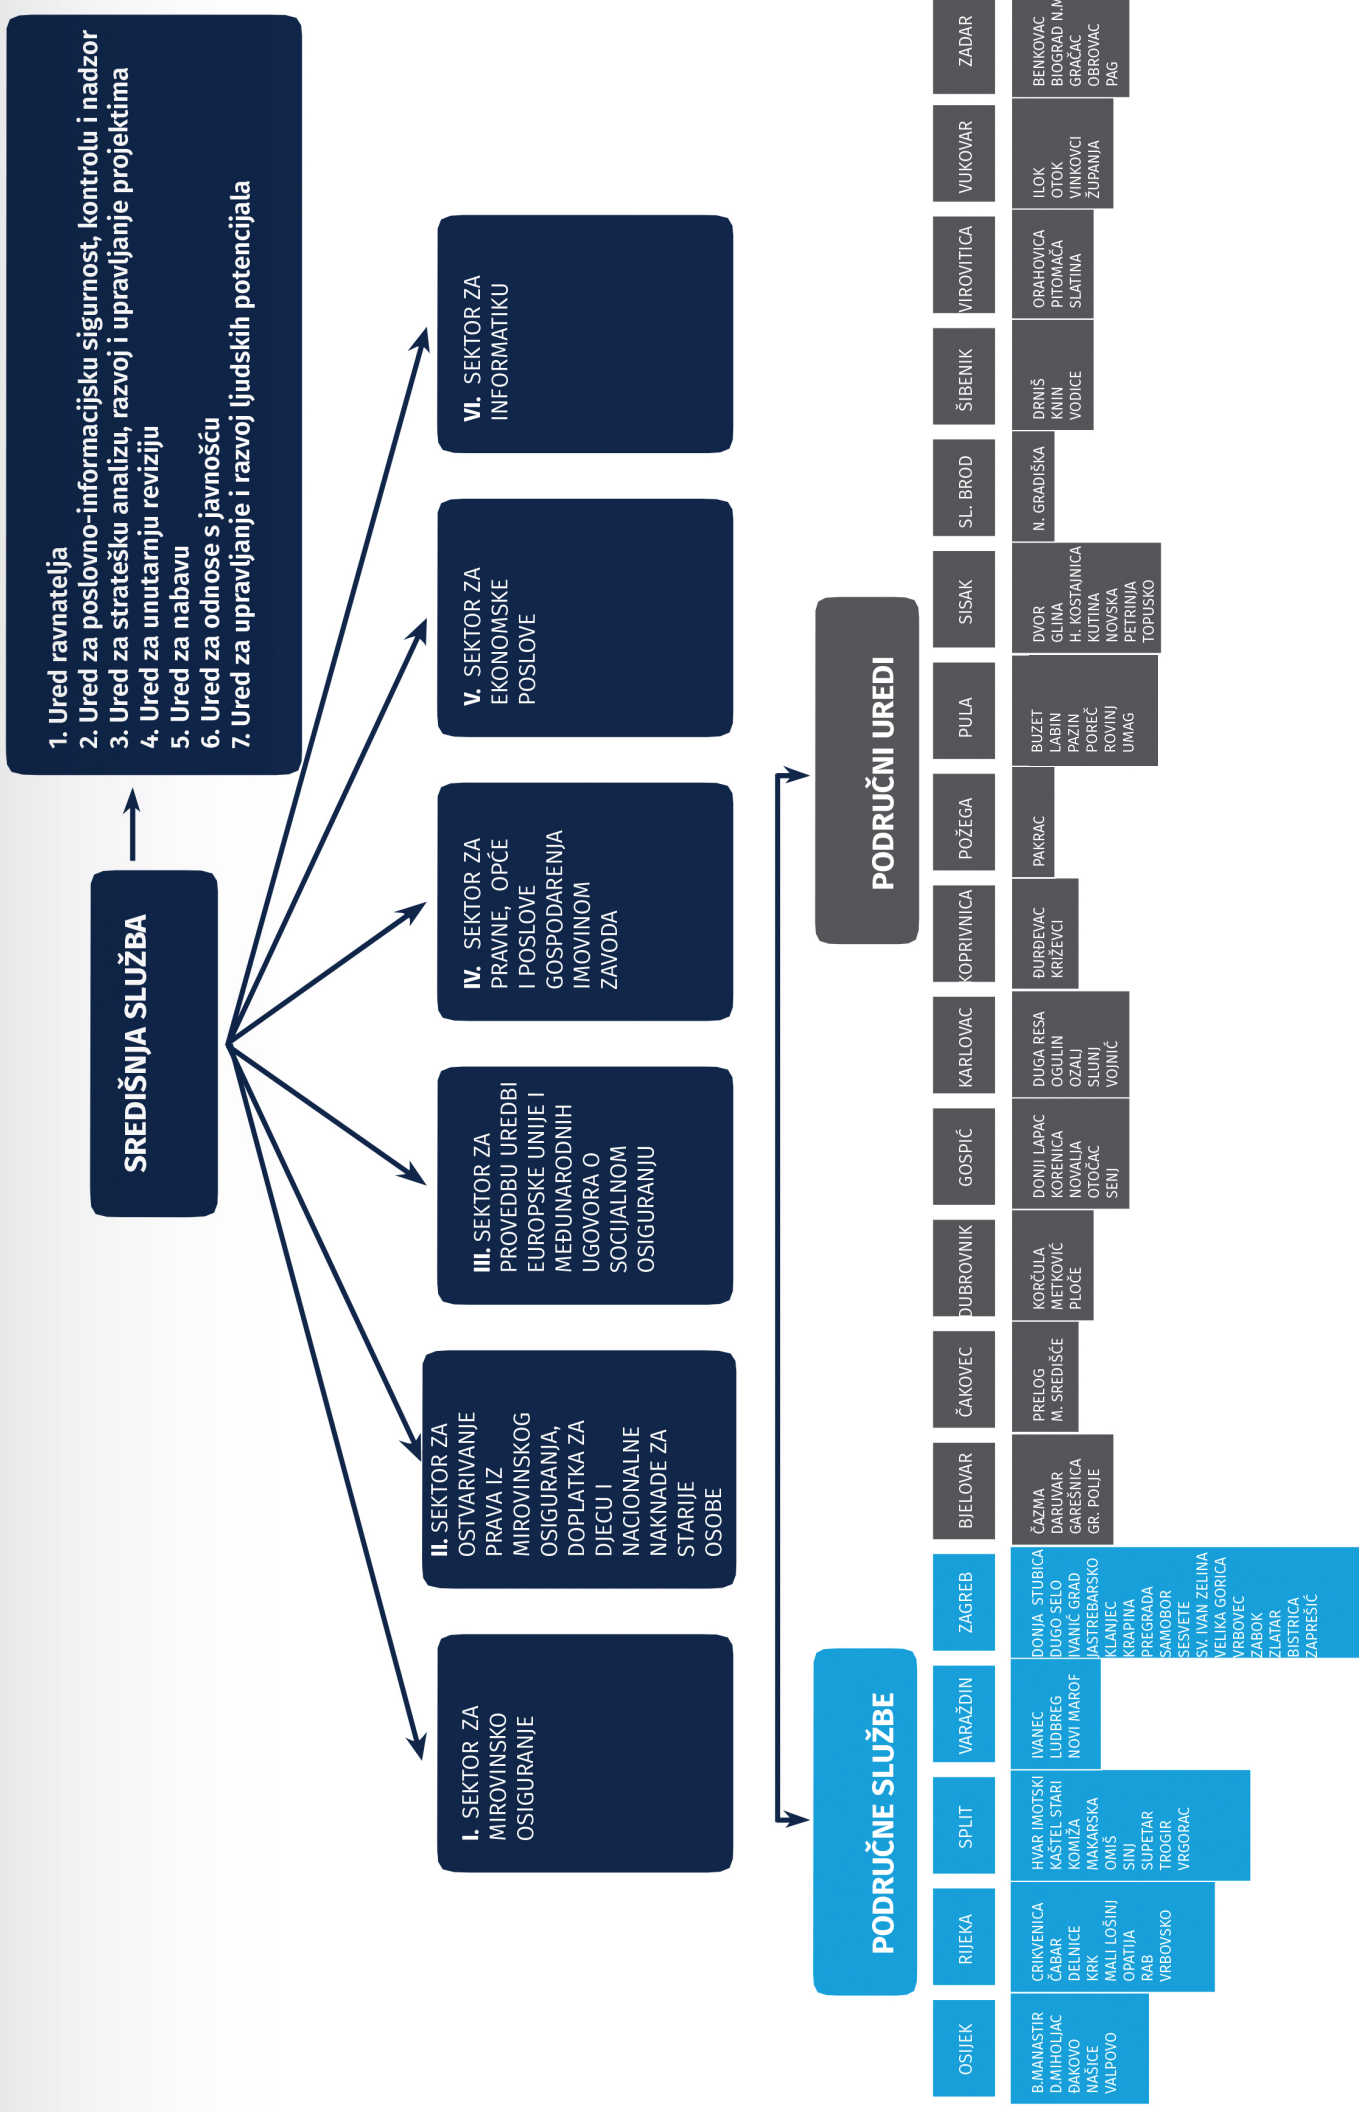 SREDIŠNJA SLUŽBA
1. Ured ravnatelja
2. Ured za poslovno-informacijsku sigurnost, kontrolu i nadzor
3. Ured za stratešku analizu, razvoj i upravljanje projektima
4. Ured za unutarnju reviziju
5. Ured za nabavu
6. Ured za odnose s javnošću
7. Ured za upravljanje i razvoj ljudskih potencijala
I. SEKTOR ZA
MIROVINSKO
OSIGURANJE
II. SEKTOR ZA
OSTVARIVANJE
PRAVA IZ
MIROVINSKOG
OSIGURANJA,
DOPLATKA ZA
DJECU I
NACIONALNE
NAKNADE ZA
STARIJE
OSOBE
III. SEKTOR ZA
PROVEDBU UREDBI
EUROPSKE UNIJE I
MEĐUNARODNIH
UGOVORA O
SOCIJALNOM
OSIGURANJU
IV. SEKTOR ZA
PRAVNE, OPĆE
I POSLOVE
GOSPODARENJA
IMOVINOM
ZAVODA
V. SEKTOR ZA
EKONOMSKE
POSLOVE
VI. SEKTOR ZA
INFORMATIKU
PODRUČNE SLUŽBE
PODRUČNI UREDI
OSIJEK
B.MANASTIR
D.MIHOLJAC
ĐAKOVO
NAŠICE
VALPOVO
RIJEKA
CRIKVENICA
ČABAR
DELNICE
KRK
MALI LOŠINJ
OPATIJA
RAB
VRBOVSKO
SPLIT
HVAR IMOTSKI
KAŠTEL STARI
KOMIŽA
MAKARSKA
OMIŠ
SINJ
SUPETAR
TROGIR
VRGORAC
VARAŽDIN
IVANEC
LUDBREG
NOVI MAROF
ZAGREB
DONJA STUBICA
DUGO SELO
IVANIĆ GRAD
JASTREBARSKO
KLANJEC
KRAPINA
PREGRADA
SAMOBOR
SESVETE
SV. IVAN ZELINA
VELIKA GORICA
VRBOVEC
ZABOK
ZLATAR
BISTRICA
ZAPREŠIĆ
BJELOVAR
ČAZMA
DARUVAR
GAREŠNICA
GR. POLJE
ČAKOVEC
PRELOG
M. SREDIŠĆE
DUBROVNIK
KORČULA
METKOVIĆ
PLOČE
GOSPIĆ
DONJI LAPAC
KORENICA
NOVALJA
OTOČAC
SENJ
KARLOVAC
DUGA RESA
OGULIN
OZALJ
SLUNJ
VOJNIĆ
KOPRIVNICA
ĐURĐEVAC
KRIŽEVCI
POŽEGA
PAKRAC
PULA
BUZET
LABIN
PAZIN
POREČ
ROVINJ
UMAG
SISAK
DVOR
GLINA
H. KOSTAJNICA
KUTINA
NOVSKA
PETRINJA
TOPUSKO
SL. BROD
N. GRADIŠKA
ŠIBENIK
DRNIŠ
KNIN
VODICE
VIROVITICA
ORAHOVICA
PITOMAČA
SLATINA
VUKOVAR
ILOK
OTOK
VINKOVCI
ŽUPANJA
ZADAR
BENKOVAC
BIOGRAD N.M
GRAČAC
OBROVAC
PAG